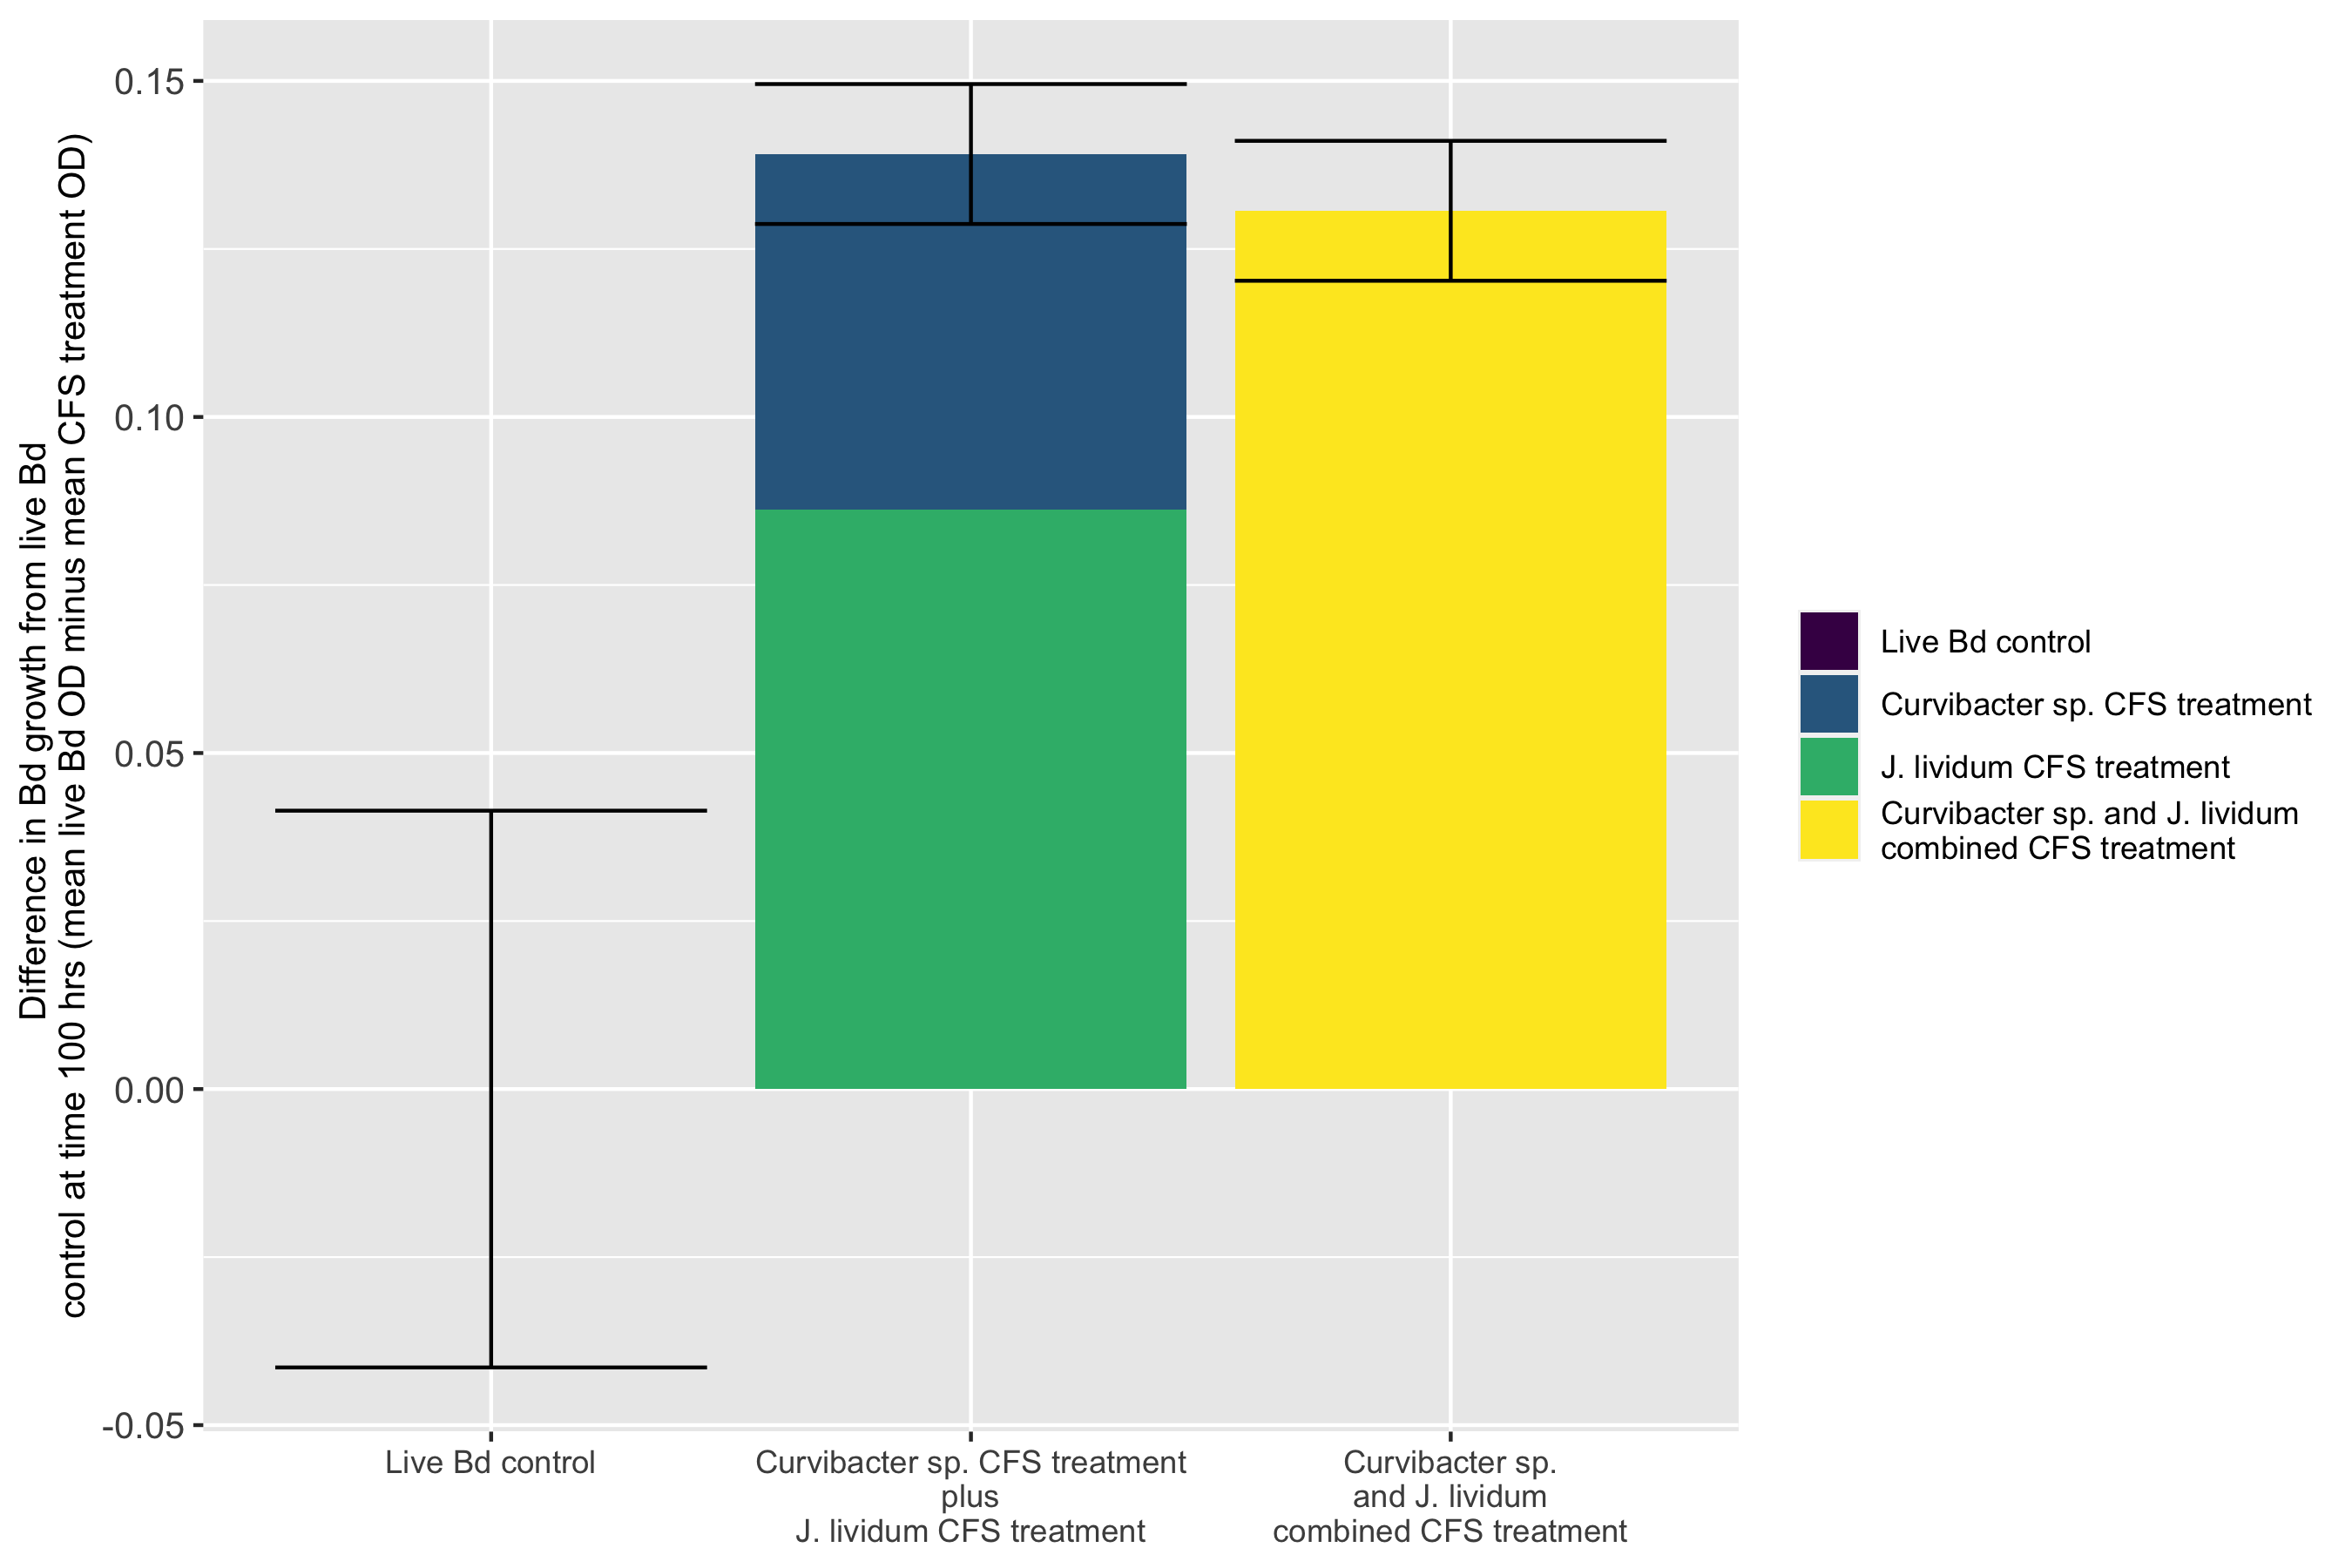 Difference in Bd growth from live Bd
control at time 100 hrs (mean live Bd OD minus mean CFS treatment OD)
0.15
0.10
0.05
0.00
-0.05
Live Bd control
Curvibacter sp. CFS treatment
plus
J. lividum CFS treatment
Curvibacter sp.
and J. lividum
combined CFS treatment
Live Bd control
Curvibacter sp. CFS treatment
J. lividum CFS treatment
Curvibacter sp. and J. lividum
combined CFS treatment